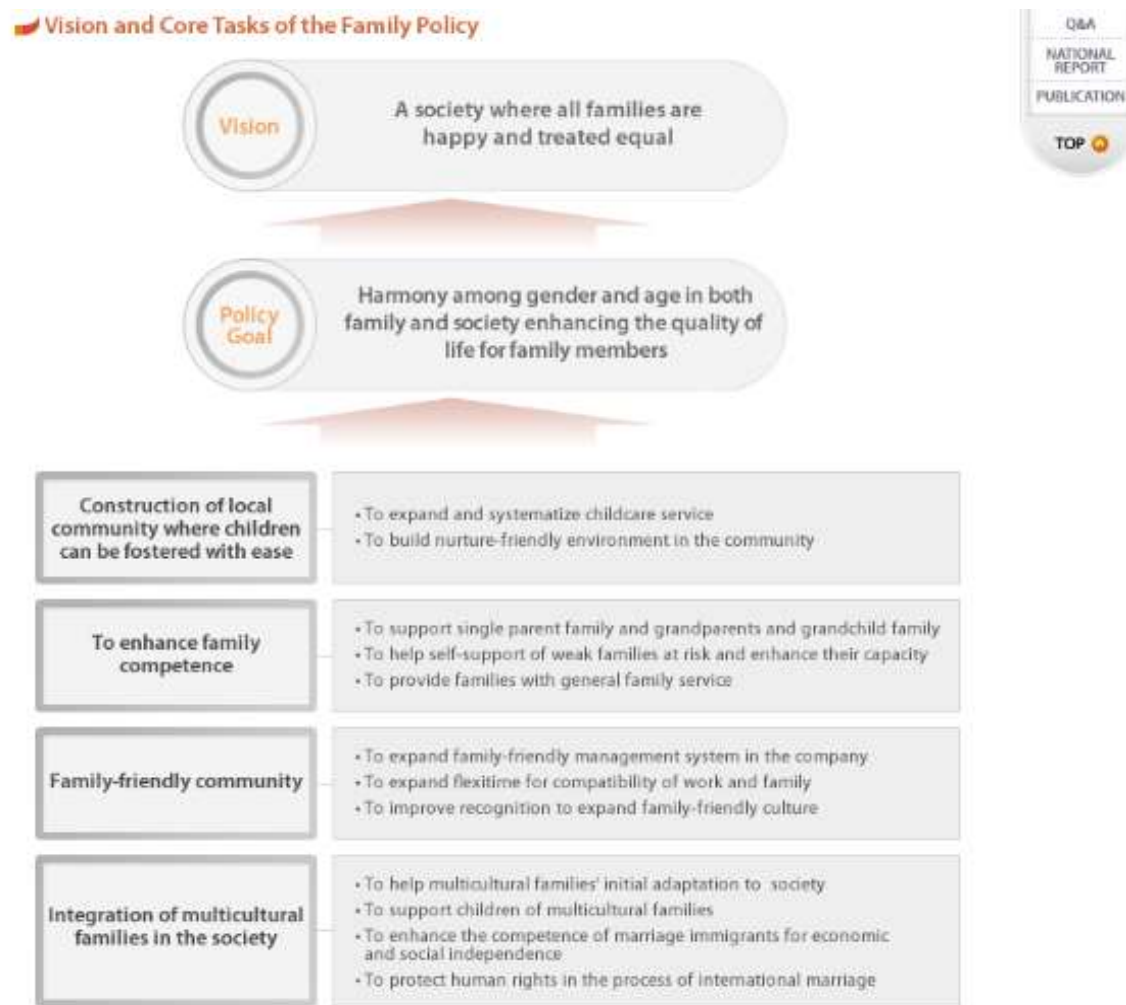 Vision and Core Tasks of the Family Policy
Q&A
NATIONAL
REPORT
PUBLICATION
TOP
Vision
A society where all families are
happy and treated equal
Policy
Goal
Harmony among gender and age in both
family and society enhancing the quality of
life for family members
Construction of local
community where children
can be fostered with ease
• To expand and systematize childcare service
• To build nurture-friendly environment in the community
To enhance family
competence
• To support single parent family and grandparents and grandchild family
• To help self-support of weak families at risk and enhance their capacity
• To provide families with general family service
Family-friendly community
• To expand family-friendly management system in the company
• To expand flexitime for compatibility of work and family
• To improve recognition to expand family-friendly culture
Integration of multicultural
families in the society
• To help multicultural families' initial adaptation to society
• To support children of multicultural families
• To enhance the competence of marriage immigrants for economic
and social independence
• To protect human rights in the process of international marriage